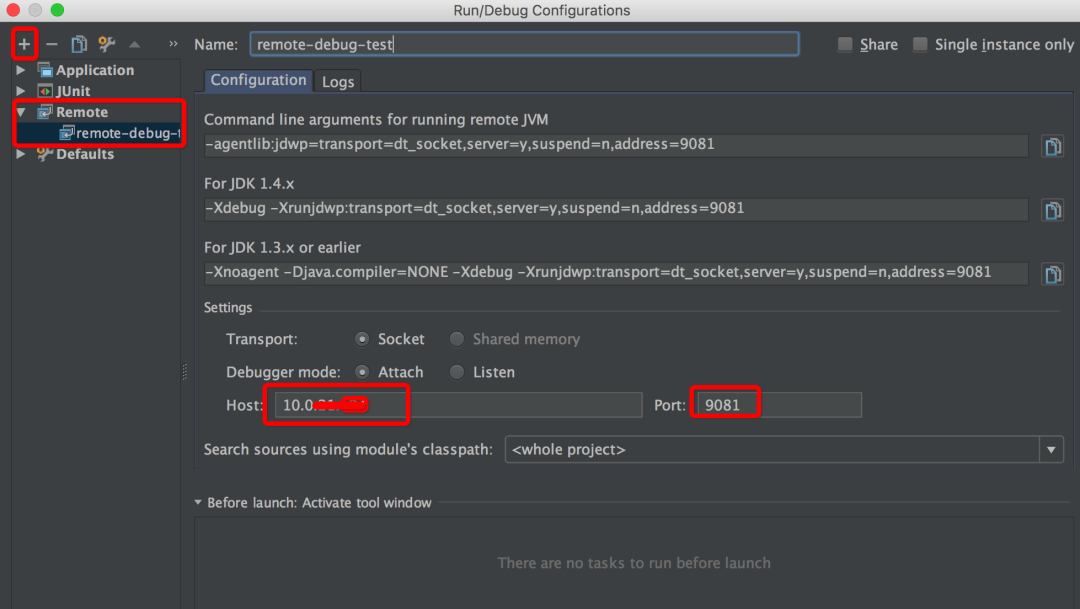 Run/Debug Configurations
Name: remote-debug-test
Share
Single instance only
Application
JUnit
Remote
remote-debug-
Defaults
Configuration
Logs
Command line arguments for running remote JVM
-agentlib:jdwp=transport=dt_socket,server=y,suspend=n,address=9081
For JDK 1.4.x
-Xdebug -Xrunjdwp:transport=dt_socket,server=y,suspend=n,address=9081
For JDK 1.3.x or earlier
-Xnoagent -Djava.compiler=NONE -Xdebug -Xrunjdwp:transport=dt_socket,server=y,suspend=n,address=9081
Settings
Transport: Socket Shared memory
Debugger mode: Attach Listen
Host: 10.0. Port: 9081
Search sources using module's classpath: <whole project>
Before launch: Activate tool window
There are no tasks to run before launch